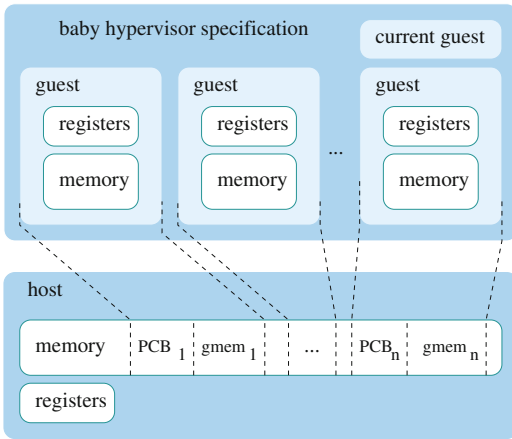 baby hypervisor specification
current guest
guest guest guest
registers registers registers
...
memory memory memory
host
memory PCB 1 gmem 1 ... PCB n gmem n
registers